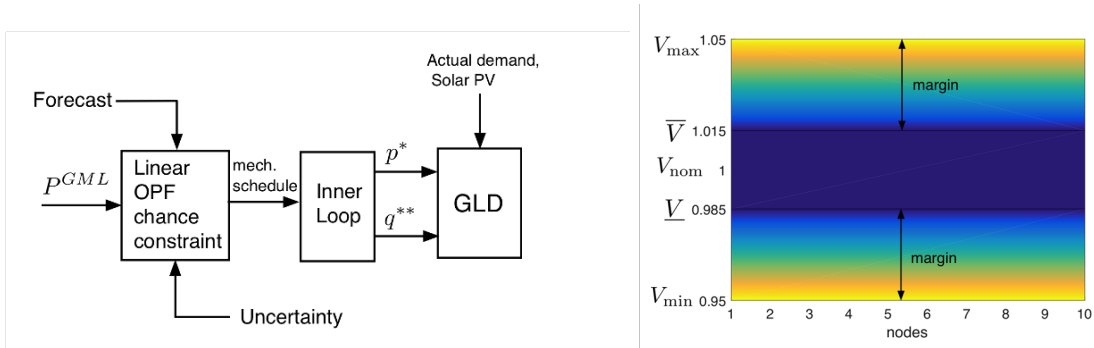 Actual demand,
Solar PV
Forecast
P^{GML}
Linear
OPF
chance
constraint
mech.
schedule
Inner
Loop
p*
q**
GLD
Uncertainty
V_max 1.05
margin
V̅ 1.015
V_nom 1
V̲ 0.985
margin
V_min 0.95
1 2 3 4 5 6 7 8 9 10
nodes